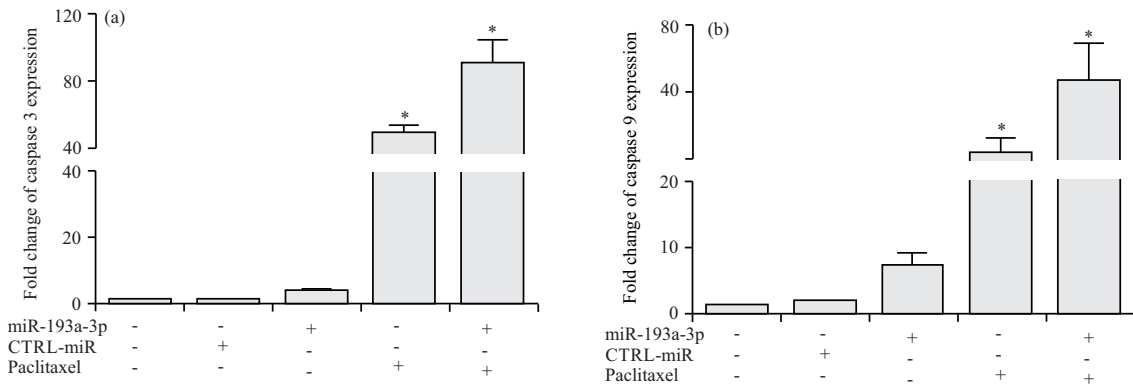 (a)
Fold change of caspase 3 expression
120
80
40
40
20
0
*
*
miR-193a-3p - - + - +
CTRL-miR - + - - -
Paclitaxel - - - + +
(b)
Fold change of caspase 9 expression
80
40
20
10
0
*
*
miR-193a-3p - - + - +
CTRL-miR - + - - -
Paclitaxel - - - + +